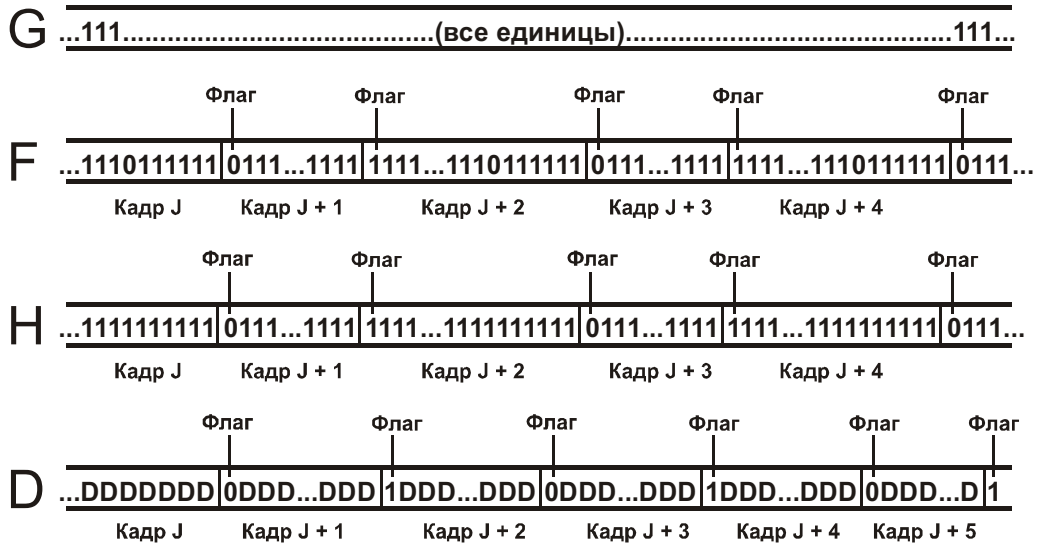 G ...111.......................................(все единицы).........................................111...
Флаг Флаг Флаг Флаг Флаг
F ...1110111111 0111...1111 1111...1110111111 0111...1111 1111...1110111111 0111...
Кадр J Кадр J + 1 Кадр J + 2 Кадр J + 3 Кадр J + 4
Флаг Флаг Флаг Флаг Флаг
H ...1111111111 0111...1111 1111...1111111111 0111...1111 1111...1111111111 0111...
Кадр J Кадр J + 1 Кадр J + 2 Кадр J + 3 Кадр J + 4
Флаг Флаг Флаг Флаг Флаг Флаг
D ...DDDDDDD 0DDD...DDD 1DDD...DDD 0DDD...DDD 1DDD...DDD 0DDD...D 1
Кадр J Кадр J + 1 Кадр J + 2 Кадр J + 3 Кадр J + 4 Кадр J + 5